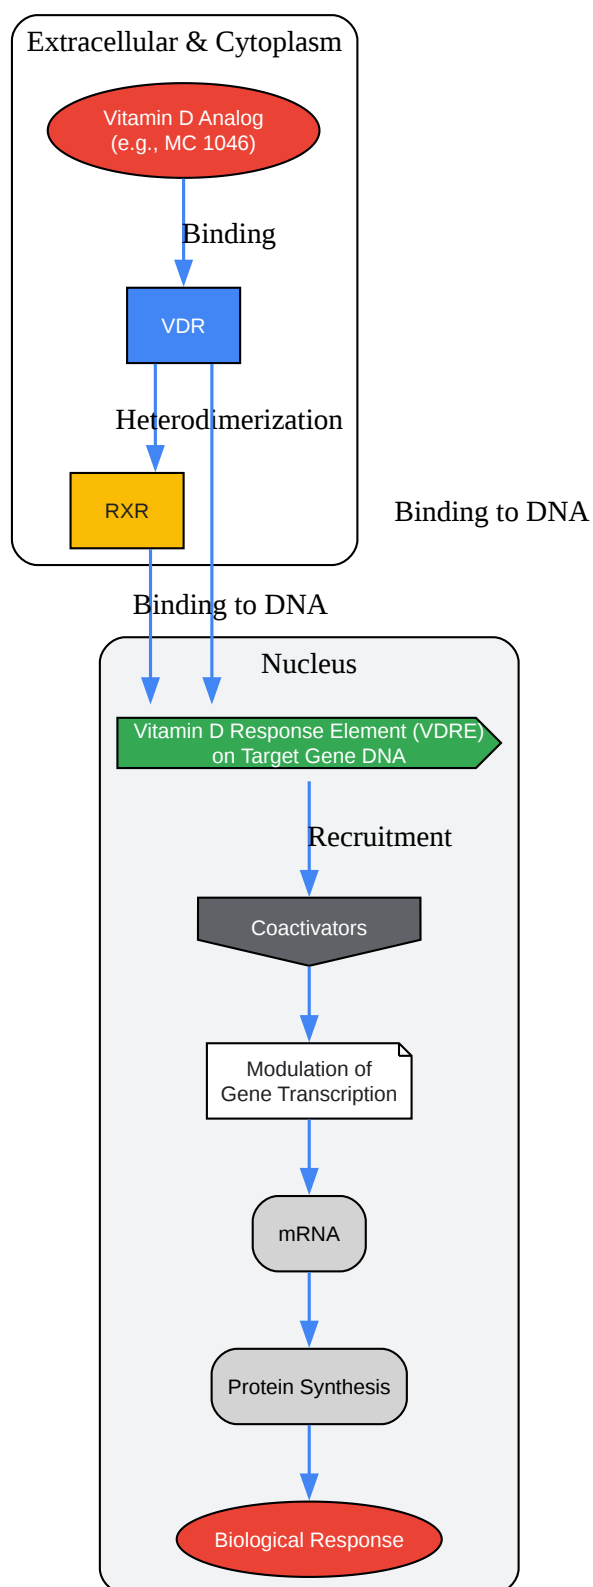 Extracellular & Cytoplasm
Vitamin D Analog
(e.g., MC 1046)
Binding
VDR
Heterodimerization
RXR
Binding to DNA
Binding to DNA
Nucleus
Vitamin D Response Element (VDRE)
on Target Gene DNA
Recruitment
Coactivators
Modulation of
Gene Transcription
mRNA
Protein Synthesis
Biological Response